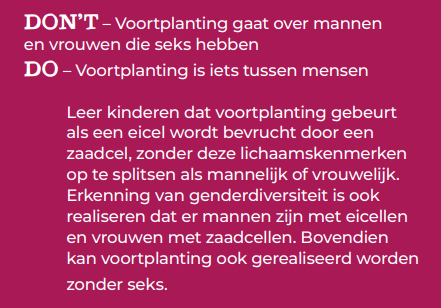 DON'T – Voortplanting gaat over mannen
en vrouwen die seks hebben
DO – Voortplanting is iets tussen mensen
Leer kinderen dat voortplanting gebeurt
als een eicel wordt bevrucht door een
zaadcel, zonder deze lichaamskenmerken
op te splitsen als mannelijk of vrouwelijk.
Erkenning van genderdiversiteit is ook
realiseren dat er mannen zijn met eicellen
en vrouwen met zaadcellen. Bovendien
kan voortplanting ook gerealiseerd worden
zonder seks.